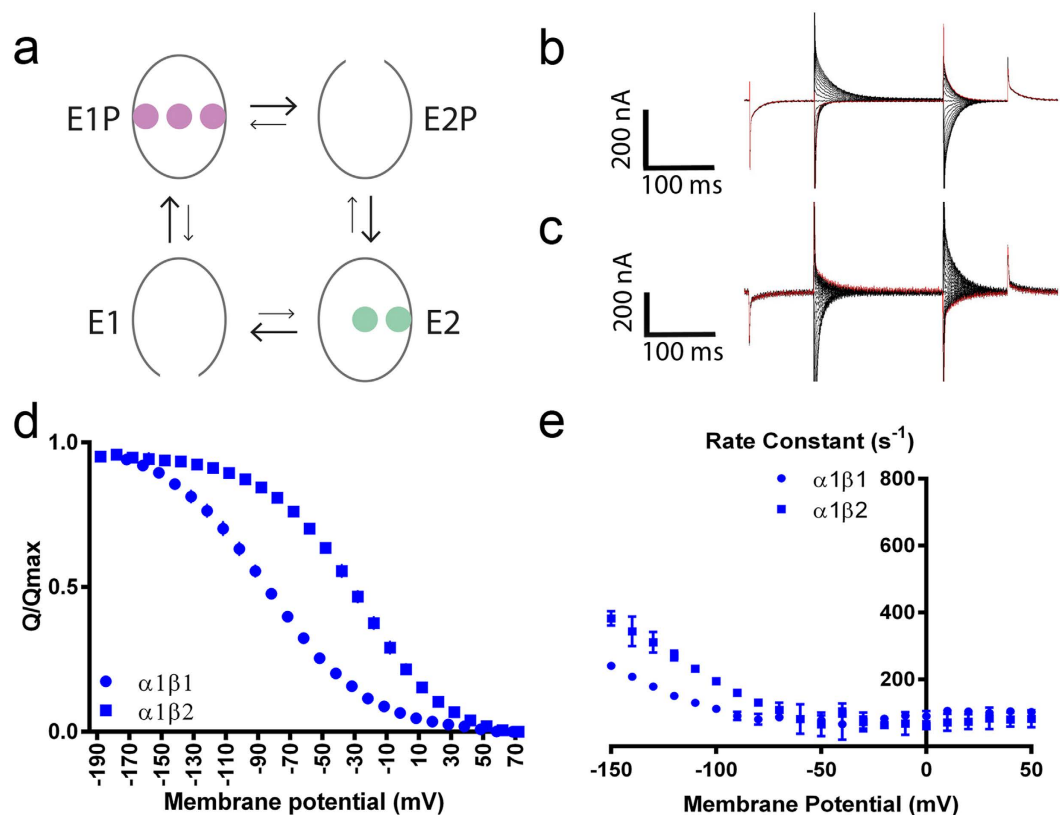 a
E1P
E2P
E1
E2
b
200 nA
100 ms
c
200 nA
100 ms
d
Q/Qmax
1.0
0.5
0.0
α1β1
α1β2
-190
-170
-150
-130
-110
-90
-70
-50
-30
-10
10
30
50
70
Membrane potential (mV)
e
Rate Constant (s⁻¹)
α1β1
α1β2
800
600
400
200
-150
-100
-50
0
50
Membrane Potential (mV)